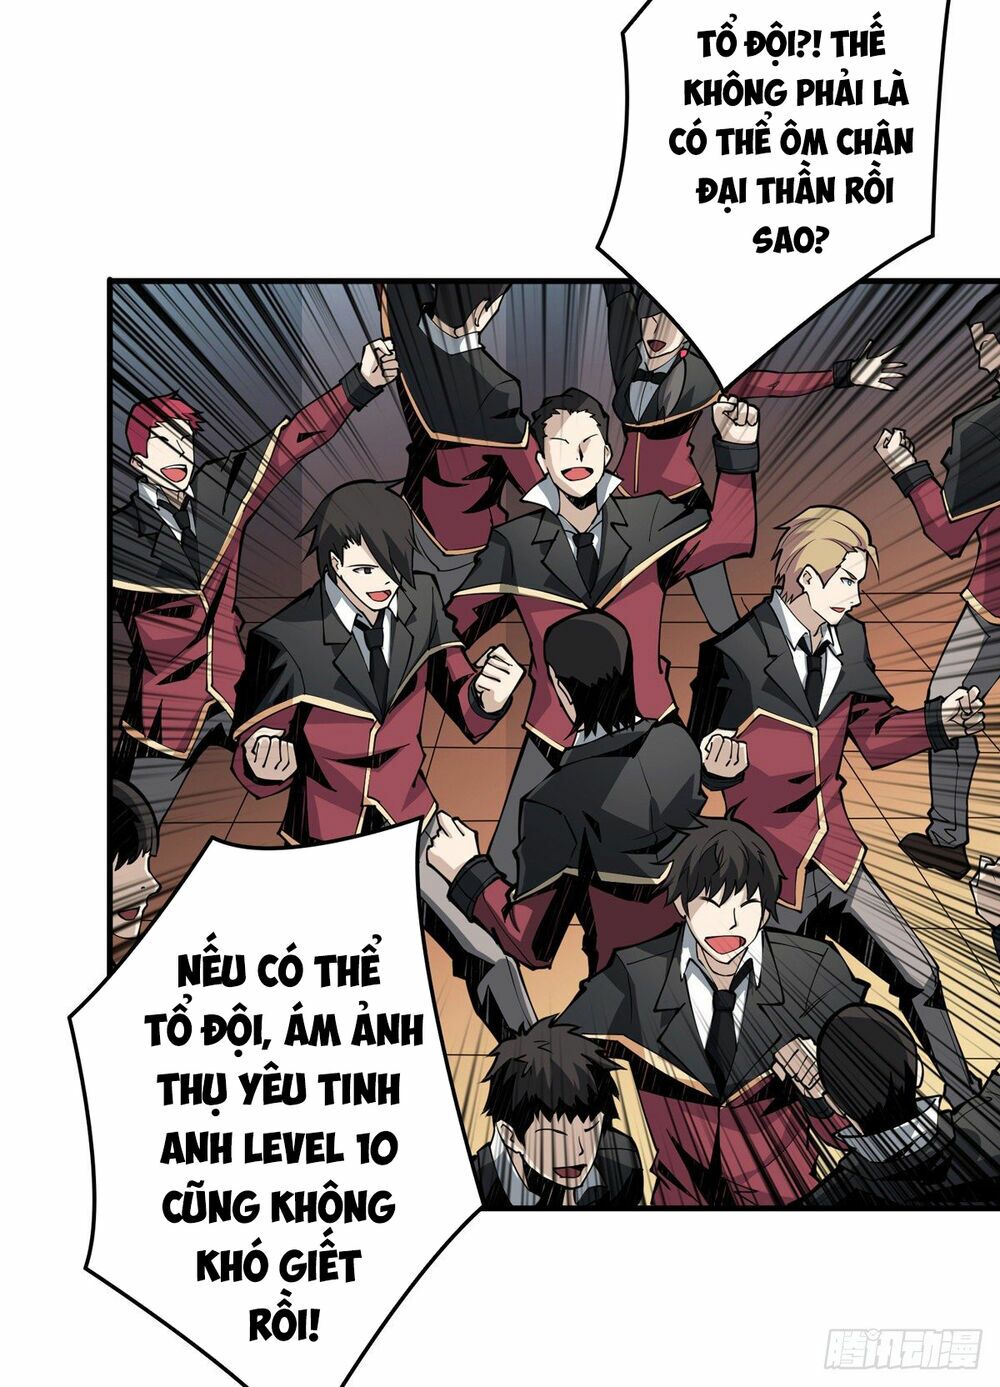 TỔ ĐỘI?! THẾ
KHÔNG PHẢI LÀ
CÓ THỂ ÔM CHÂN
ĐẠI THẦN RỒI
SAO?
NẾU CÓ THỂ
TỔ ĐỘI, ÁM ẢNH
THỤ YÊU TINH
ANH LEVEL 10
CŨNG KHÔNG
KHÓ GIẾT
RỒI!
腾讯动漫